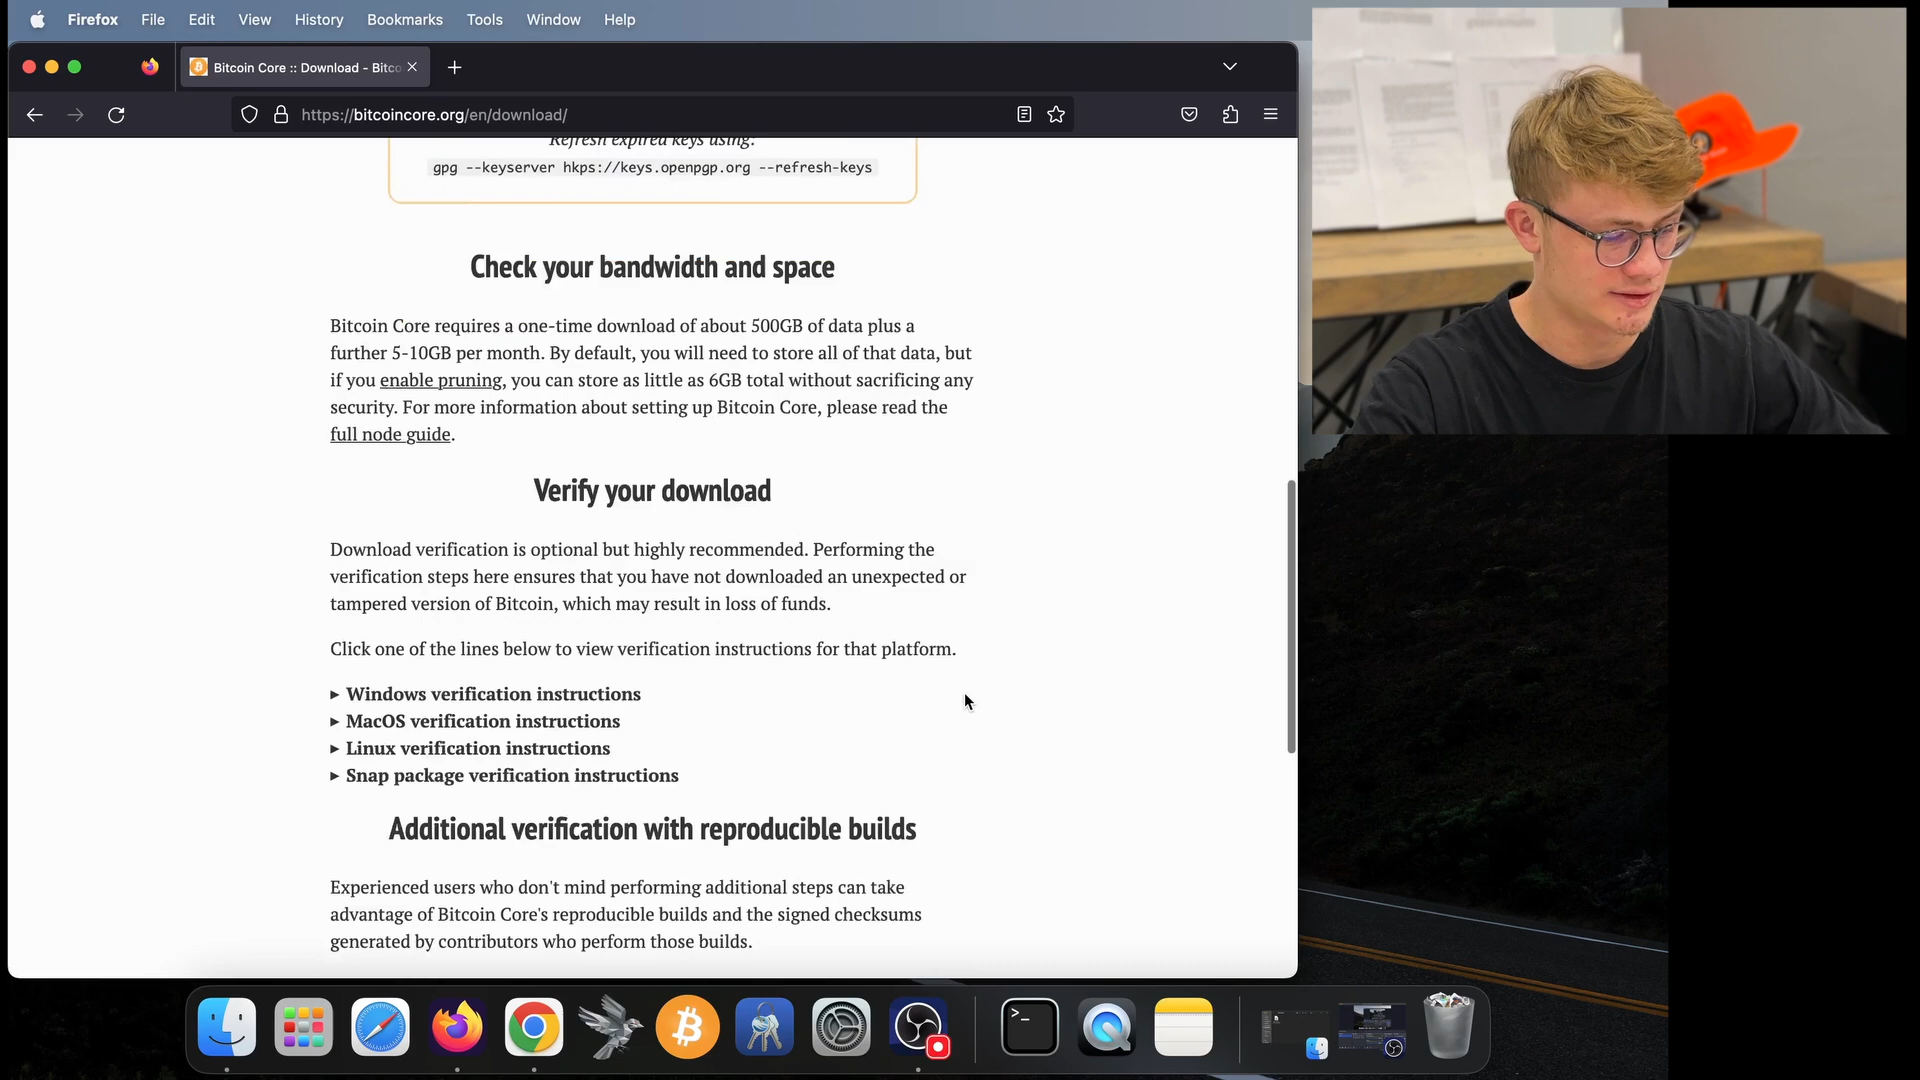 Firefox File Edit View History Bookmarks Tools Window Help
Bitcoin Core :: Download - Bitco
https://bitcoincore.org/en/download/
Refresh expired keys using:
gpg --keyserver hkps://keys.openpgp.org --refresh-keys
Check your bandwidth and space
Bitcoin Core requires a one-time download of about 500GB of data plus a
further 5-10GB per month. By default, you will need to store all of that data, but
if you enable pruning, you can store as little as 6GB total without sacrificing any
security. For more information about setting up Bitcoin Core, please read the
full node guide.
Verify your download
Download verification is optional but highly recommended. Performing the
verification steps here ensures that you have not downloaded an unexpected or
tampered version of Bitcoin, which may result in loss of funds.
Click one of the lines below to view verification instructions for that platform.
Windows verification instructions
MacOS verification instructions
Linux verification instructions
Snap package verification instructions
Additional verification with reproducible builds
Experienced users who don't mind performing additional steps can take
advantage of Bitcoin Core's reproducible builds and the signed checksums
generated by contributors who perform those builds.